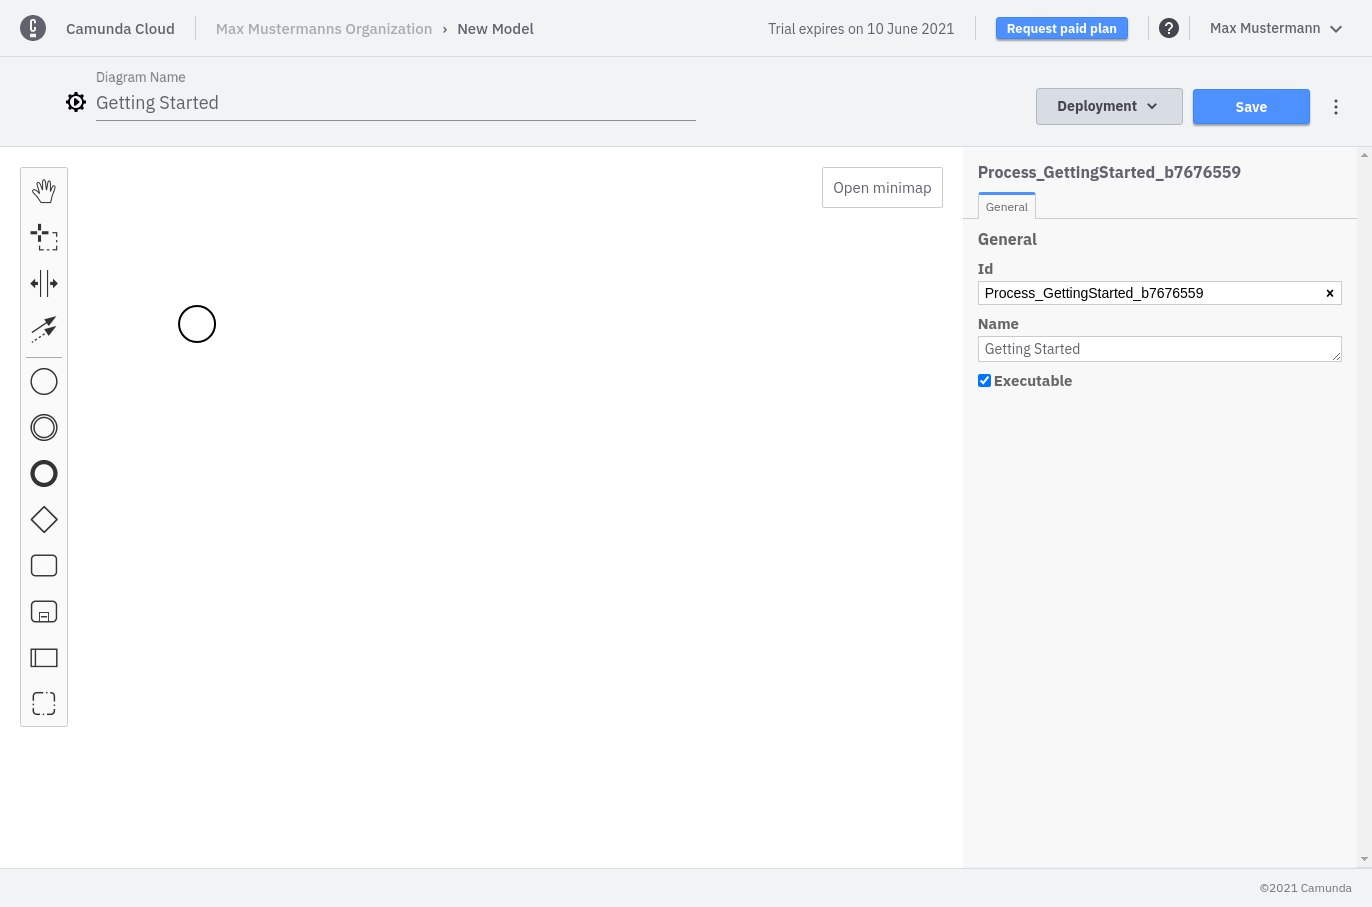 Camunda Cloud
Max Mustermanns Organization › New Model
Trial expires on 10 June 2021
Request paid plan
?
Max Mustermann
Diagram Name
Getting Started
Deployment
Save
Open minimap
Process_GettingStarted_b7676559
General
General
Id
Process_GettingStarted_b7676559
Name
Getting Started
Executable
©2021 Camunda